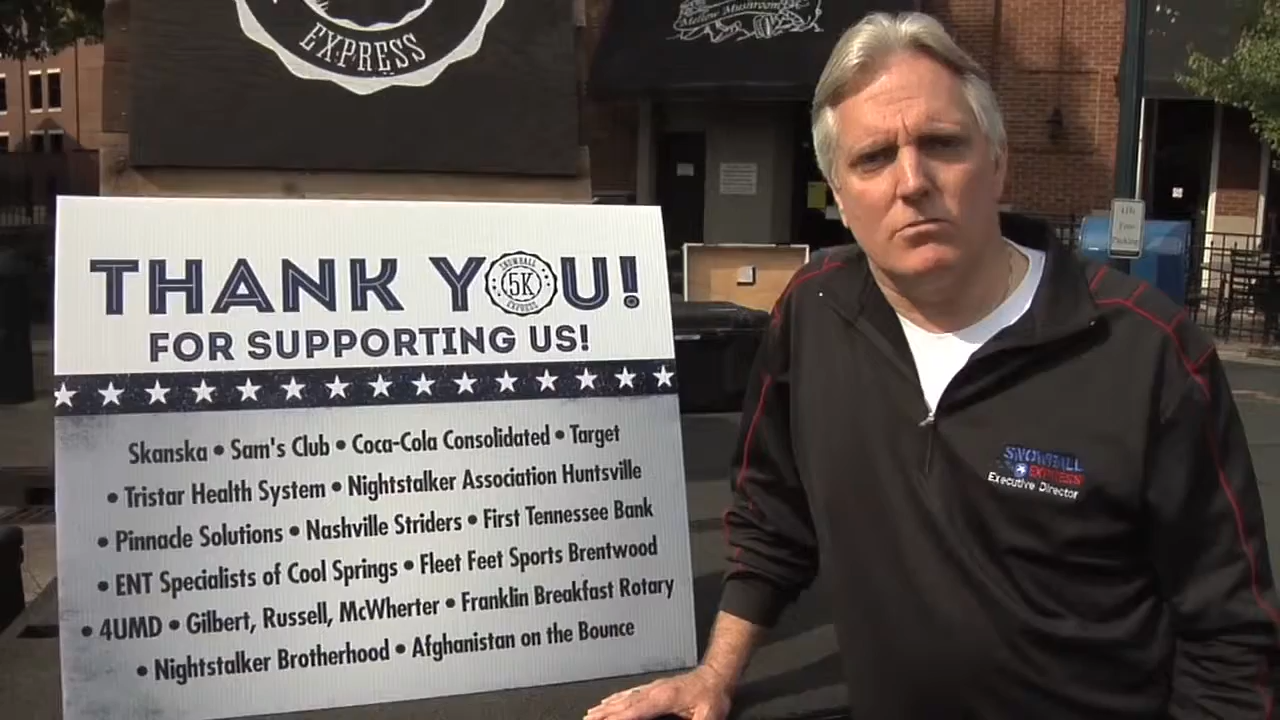 EXPRESS
Mellow Mushroom
THANK YOU!
SNOWBALL
5K
EXPRESS
FOR SUPPORTING US!
Skanska • Sam's Club • Coca-Cola Consolidated • Target
• Tristar Health System • Nightstalker Association Huntsville
• Pinnacle Solutions • Nashville Striders • First Tennessee Bank
• ENT Specialists of Cool Springs • Fleet Feet Sports Brentwood
• 4UMD • Gilbert, Russell, McWherter • Franklin Breakfast Rotary
• Nightstalker Brotherhood • Afghanistan on the Bounce
SNOWBALL
EXPRESS
Executive Director